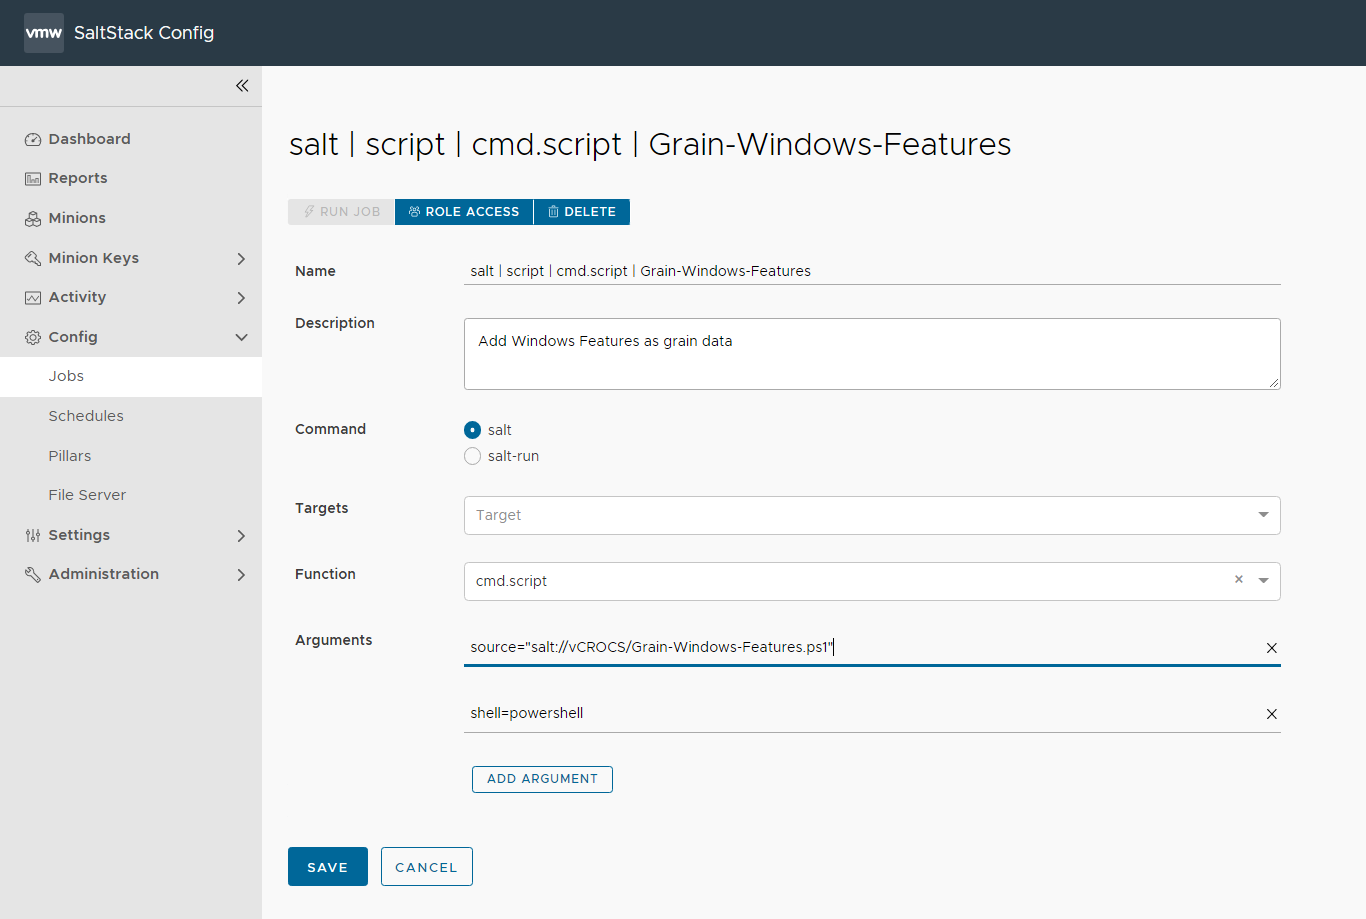 vmw SaltStack Config
Dashboard
Reports
Minions
Minion Keys
Activity
Config
Jobs
Schedules
Pillars
File Server
Settings
Administration
salt | script | cmd.script | Grain-Windows-Features
RUN JOB ROLE ACCESS DELETE
Name salt | script | cmd.script | Grain-Windows-Features
Description Add Windows Features as grain data
Command salt
salt-run
Targets Target
Function cmd.script
Arguments source="salt://vCROCS/Grain-Windows-Features.ps1"
shell=powershell
ADD ARGUMENT
SAVE CANCEL